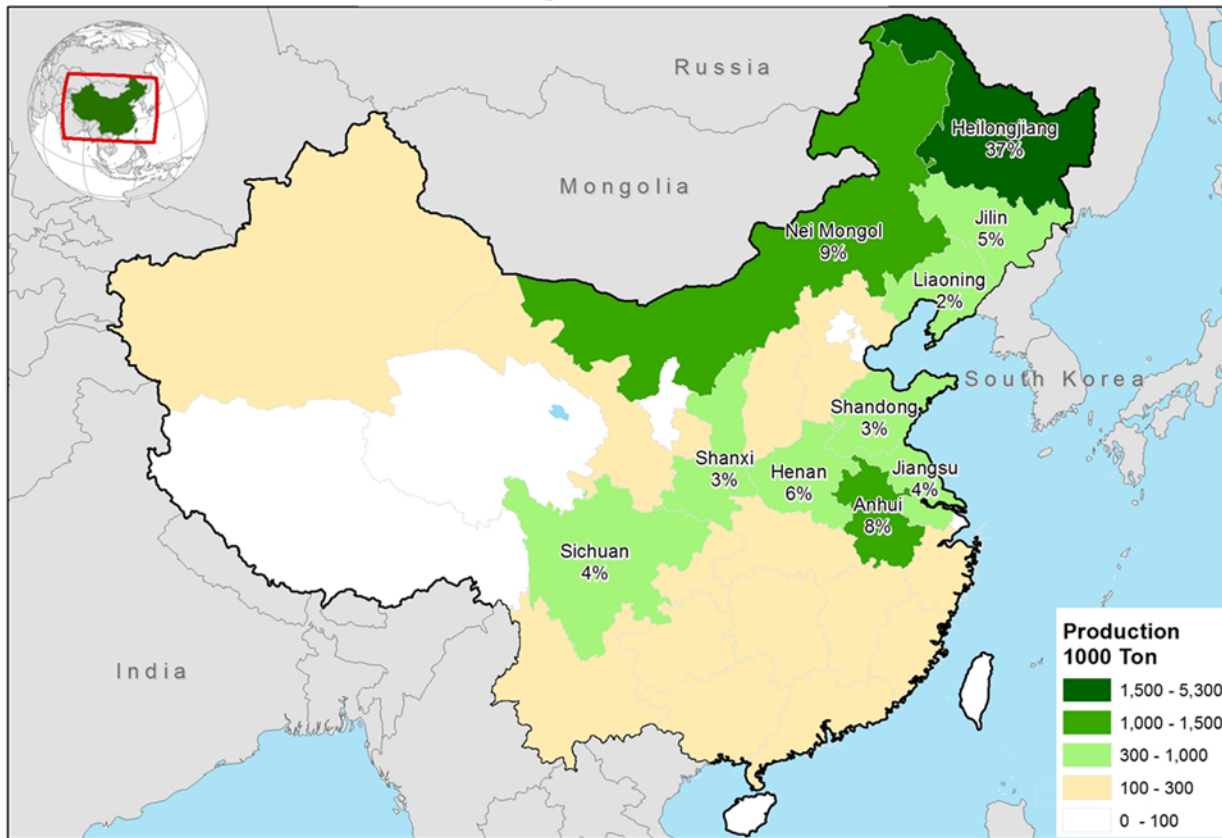 Russia
Heilongjiang
37%
Mongolia
Jilin
5%
Nei Mongol
9%
Liaoning
2%
South Korea
Shandong
3%
Shanxi
3%
Henan
6%
Jiangsu
4%
Anhui
8%
Sichuan
4%
India
Production
1000 Ton
1,500 - 5,300
1,000 - 1,500
300 - 1,000
100 - 300
0 - 100